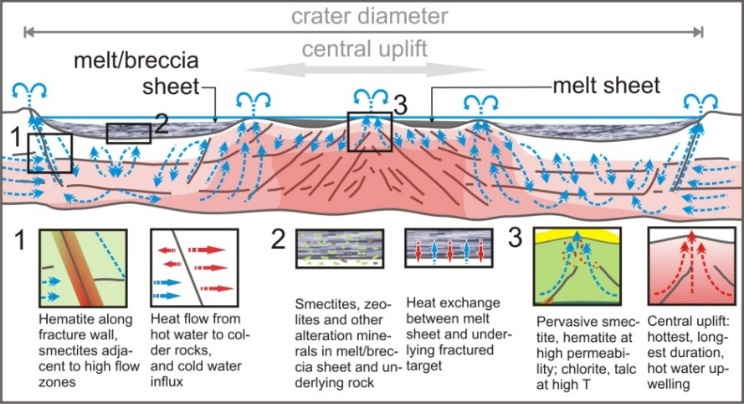 crater diameter
central uplift
melt/breccia
sheet
melt sheet
1
2
3
1
2
3
Hematite along
fracture wall,
smectites adja-
cent to high flow
zones
Heat flow from
hot water to col-
der rocks,
and cold water
influx
Smectites, zeo-
lites and other
alteration mine-
rals in melt/brec-
cia sheet and un-
derlying rock
Heat exchange
between melt
sheet and under-
lying fractured
target
Pervasive smec-
tite, hematite at
high permeabi-
lity; chlorite, talc
at high T
Central uplift:
hottest, long-
est duration,
hot water up-
welling